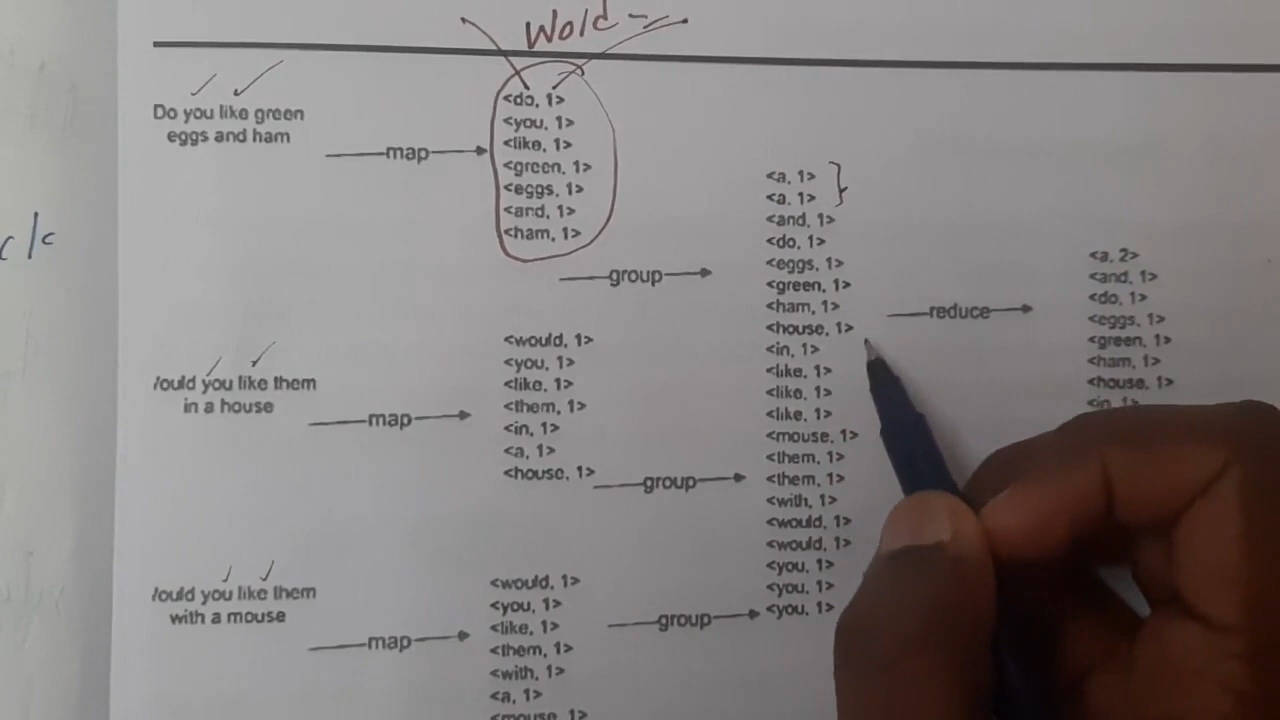 Wold
c/c
Do you like green
eggs and ham
map
<do, 1>
<you, 1>
<like, 1>
<green, 1>
<eggs, 1>
<and, 1>
<ham, 1>
group
/ould you like them
in a house
map
<would, 1>
<you, 1>
<like, 1>
<them, 1>
<in, 1>
<a, 1>
<house, 1>
group
/ould you like them
with a mouse
map
<would, 1>
<you, 1>
<like, 1>
<them, 1>
<with, 1>
<a, 1>
<mouse, 1>
group
<a, 1>
<a, 1>
<and, 1>
<do, 1>
<eggs, 1>
<green, 1>
<ham, 1>
<house, 1>
<in, 1>
<like, 1>
<like, 1>
<like, 1>
<mouse, 1>
<them, 1>
<them, 1>
<with, 1>
<would, 1>
<would, 1>
<you, 1>
<you, 1>
<you, 1>
reduce
<a, 2>
<and, 1>
<do, 1>
<eggs, 1>
<green, 1>
<ham, 1>
<house, 1>
<in, 1>